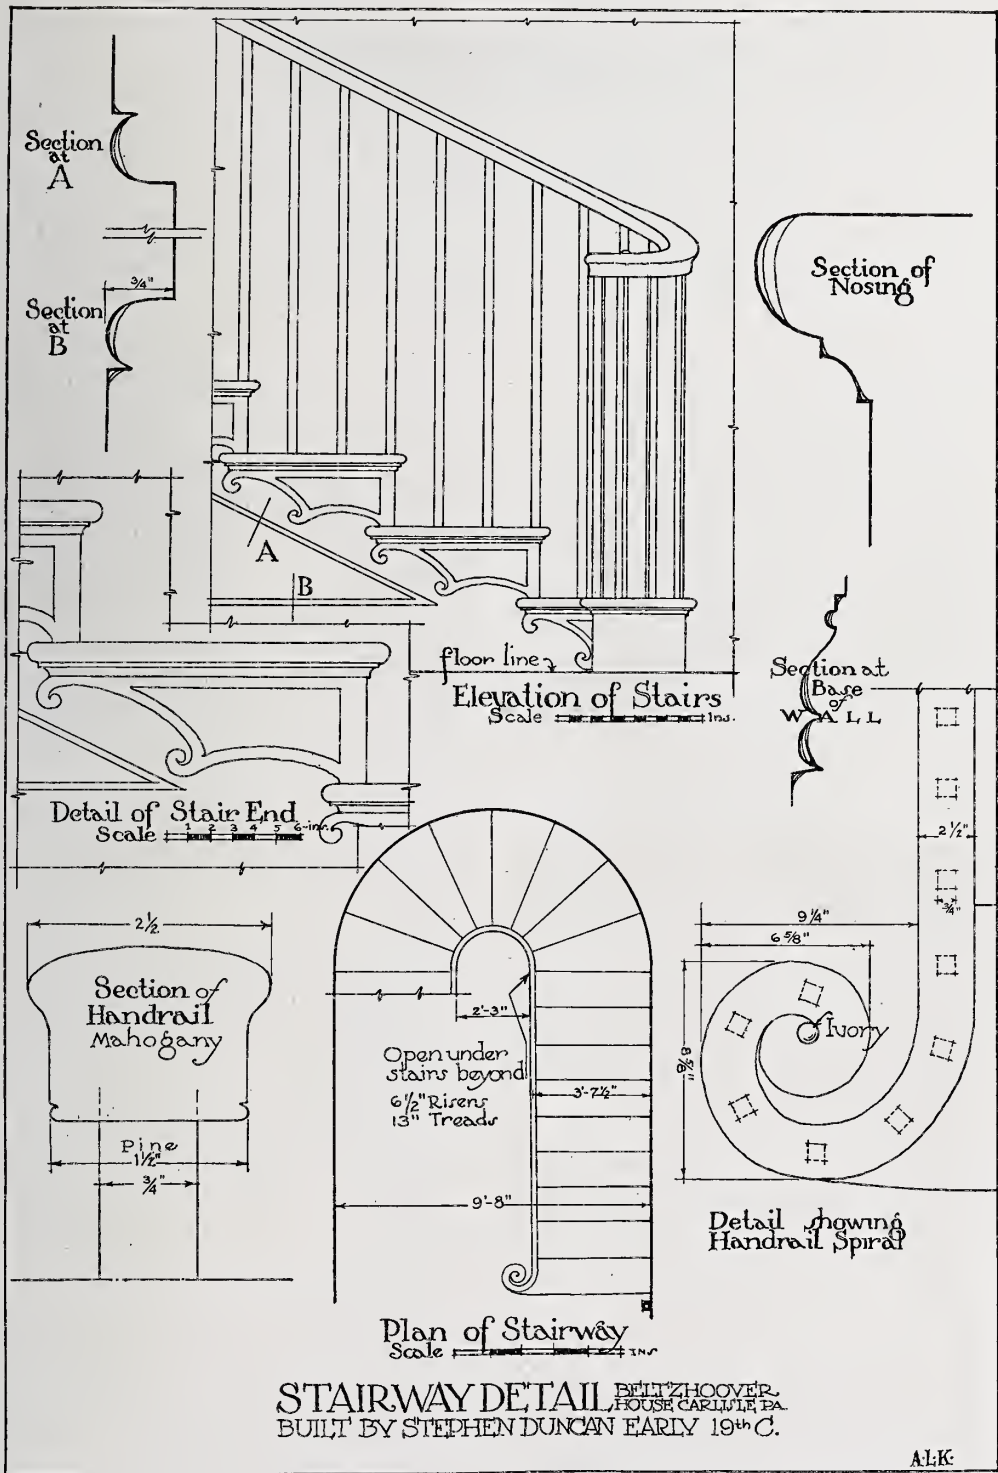 Section
at
A
3/4"
Section
at
B
Section of
Nosing
A
B
floor line
Elevation of Stairs
Scale Ins.
Section at
Base
of
WALL
Detail of Stair End
Scale 1 2 3 4 5 6-ins.
2 1/2
Section of
Handrail
Mahogany
Pine
1 1/2"
3/4"
2'-3"
Open under
stairs beyond
6 1/2" Risers
13" Treads
3'-7 1/2"
9'-8"
Plan of Stairway
Scale INS
2 1/2"
3/4"
9 1/4"
6 5/8"
8 5/8"
Ivory
Detail showing
Handrail Spiral
STAIRWAY DETAIL BELTZHOOVER
HOUSE CARLISLE PA.
BUILT BY STEPHEN DUNCAN EARLY 19th C.
A·L·K·